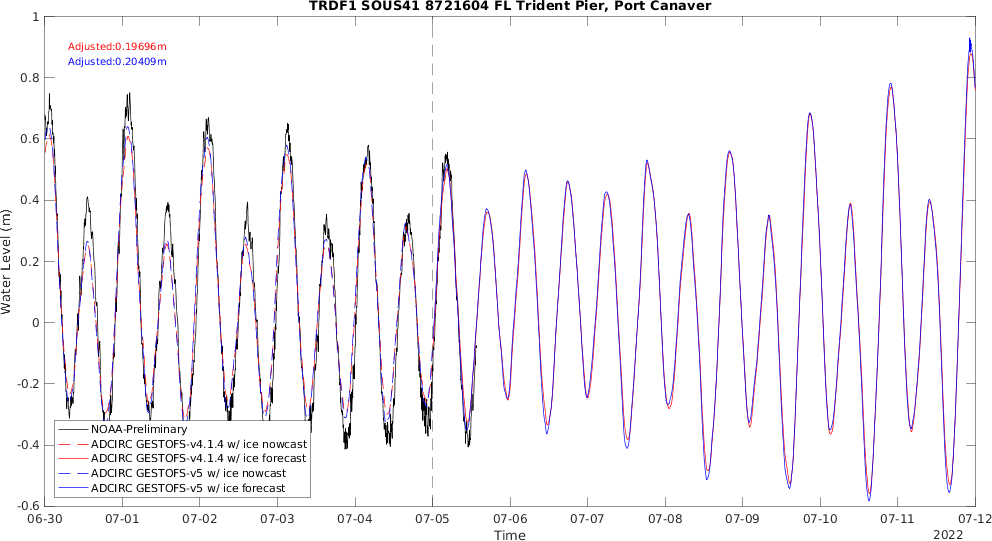 TRDF1 SOUS41 8721604 FL Trident Pier, Port Canaver
Adjusted:0.19696m
Adjusted:0.20409m
Water Level (m)
1
0.8
0.6
0.4
0.2
0
-0.2
-0.4
-0.6
NOAA-Preliminary
ADCIRC GESTOFS-v4.1.4 w/ ice nowcast
ADCIRC GESTOFS-v4.1.4 w/ ice forecast
ADCIRC GESTOFS-v5 w/ ice nowcast
ADCIRC GESTOFS-v5 w/ ice forecast
06-30 07-01 07-02 07-03 07-04 07-05 07-06 07-07 07-08 07-09 07-10 07-11 07-12
Time
2022